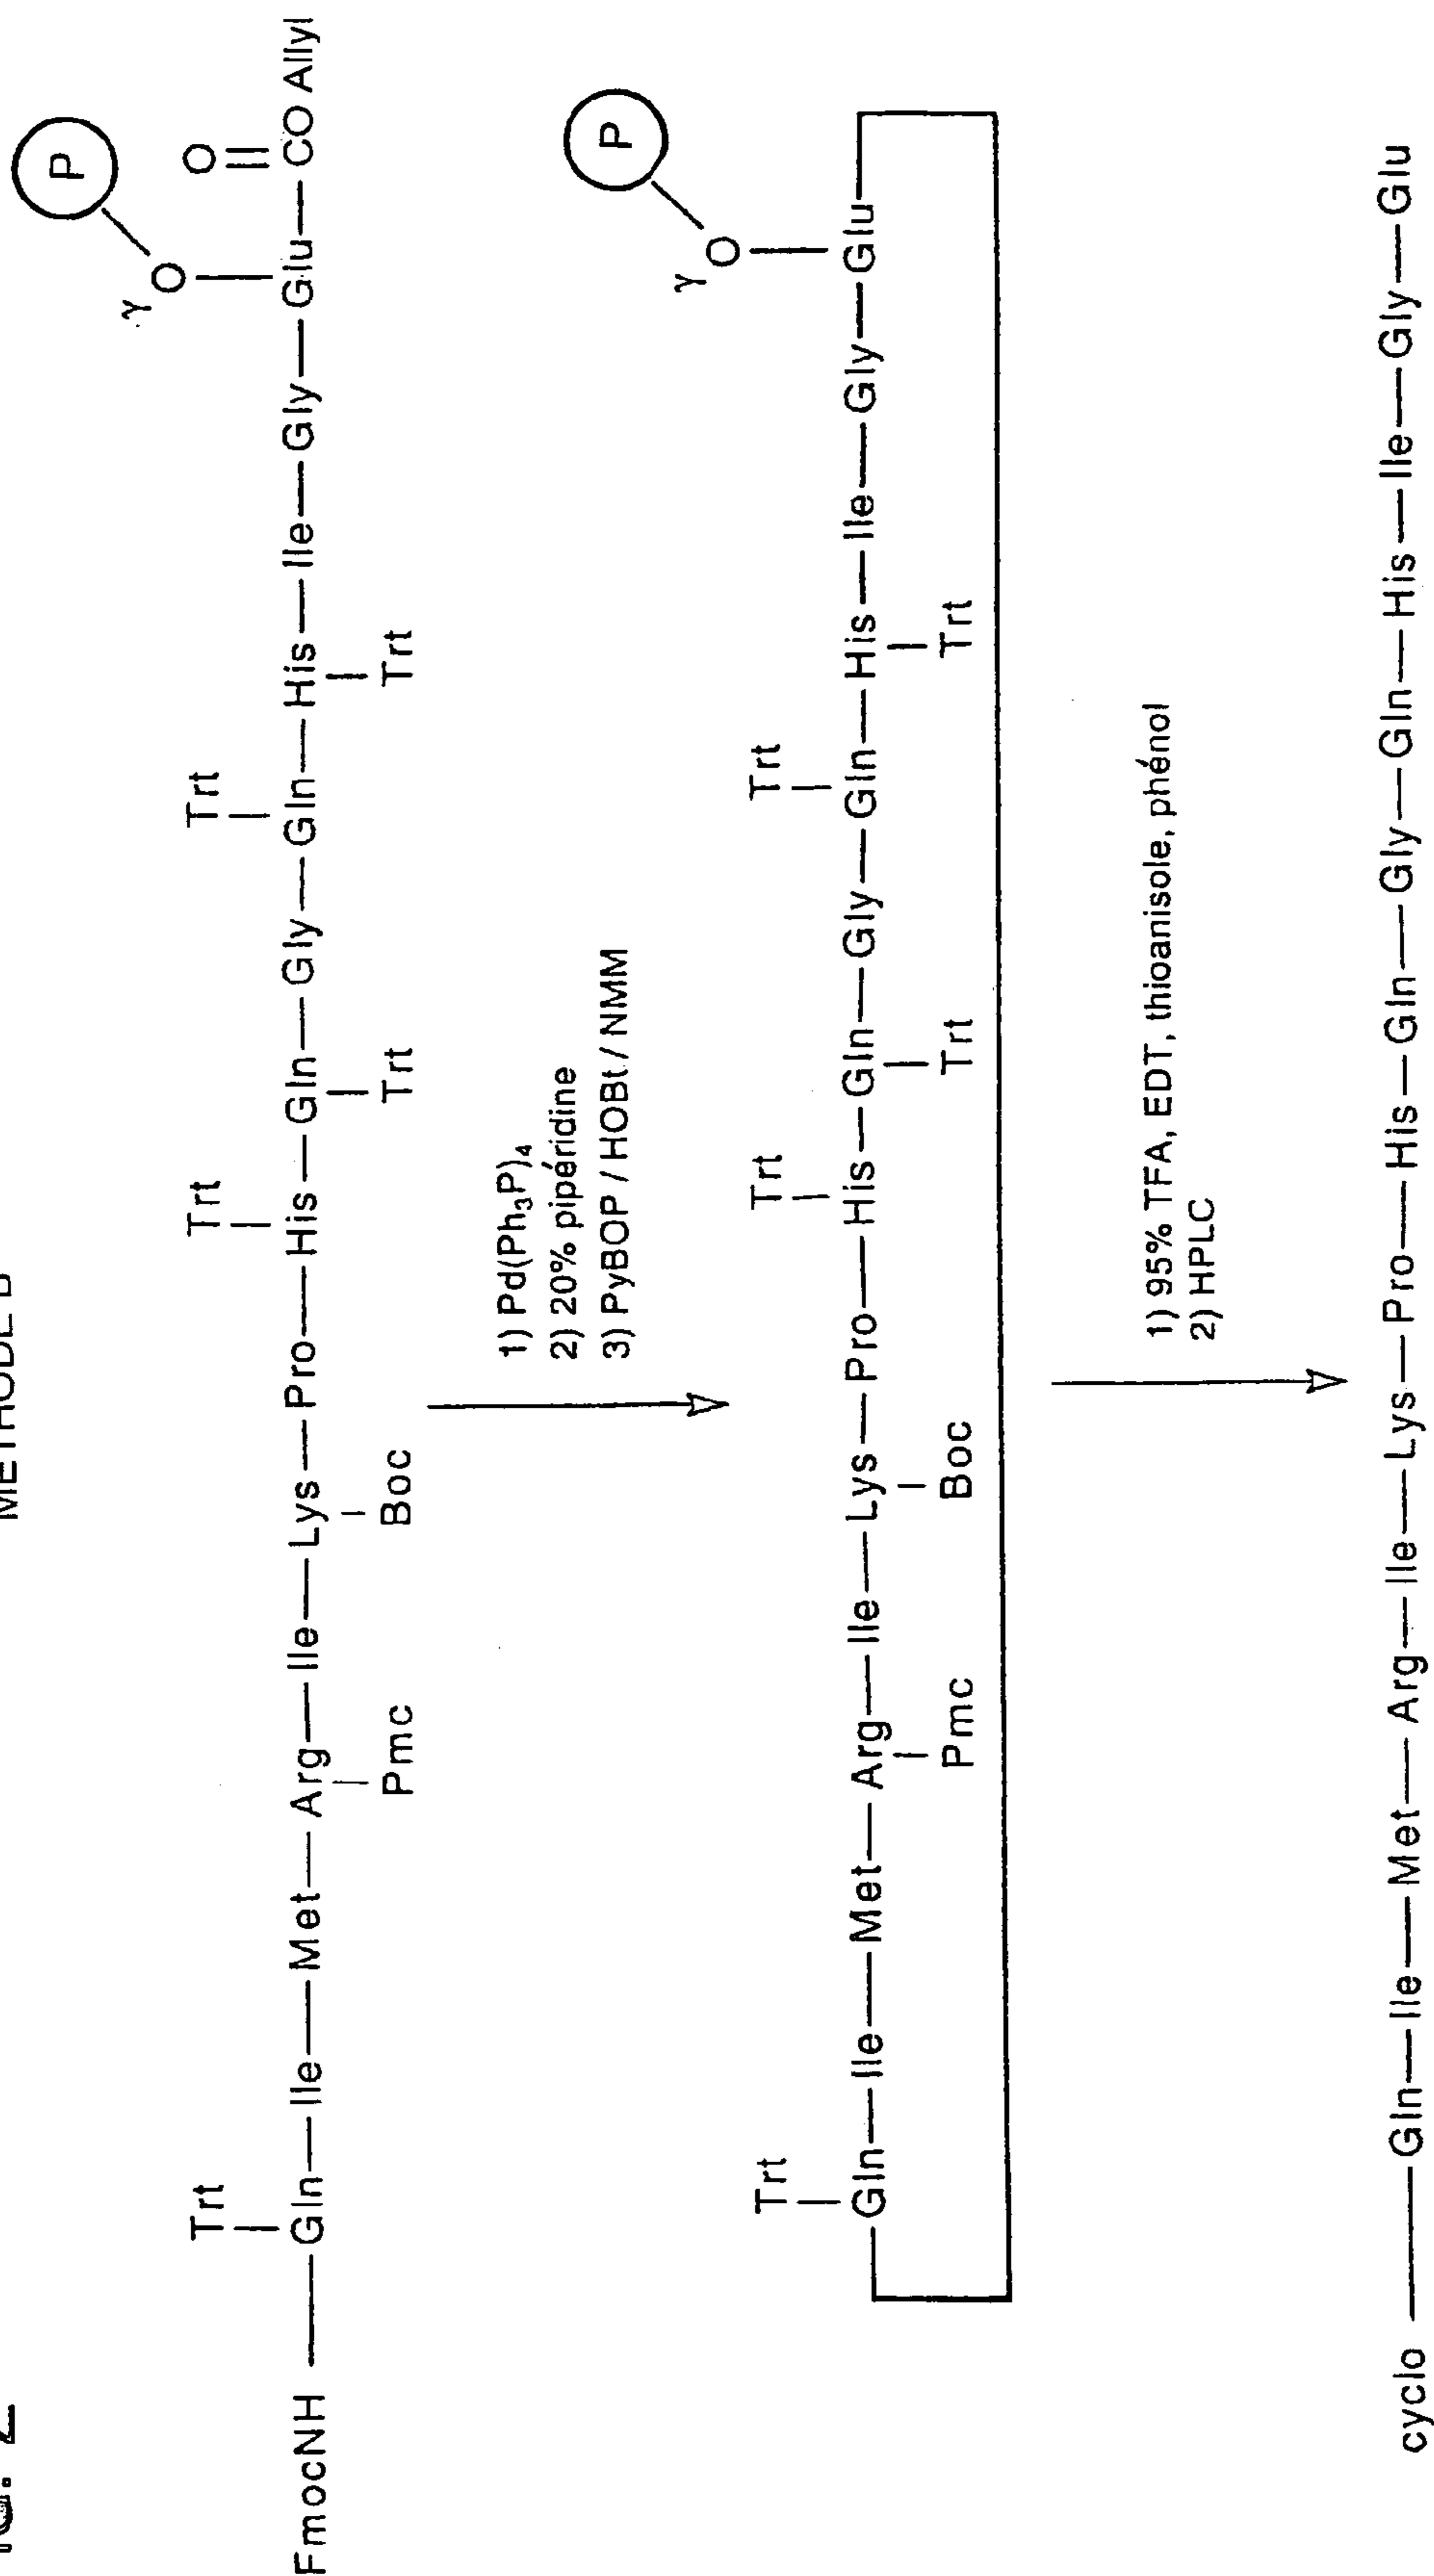 FIG. 2
METHODE B
P
γ O O
Trt Trt Trt
FmocNH — Gln — Ile — Met — Arg — Ile — Lys — Pro — His — Gln — Gly — Gln — His — Ile — Gly — Glu — CO Allyl
Pmc Boc Trt Trt
1) Pd(Ph₃P)₄
2) 20% pipéridine
3) PyBOP / HOBt / NMM
P
γ O
Trt Trt Trt
Gln — Ile — Met — Arg — Ile — Lys — Pro — His — Gln — Gly — Gln — His — Ile — Gly — Glu
Pmc Boc Trt Trt
1) 95% TFA, EDT, thioanisole, phénol
2) HPLC
cyclo — Gln — Ile — Met — Arg — Ile — Lys — Pro — His — Gln — Gly — Gln — His — Ile — Gly — Glu